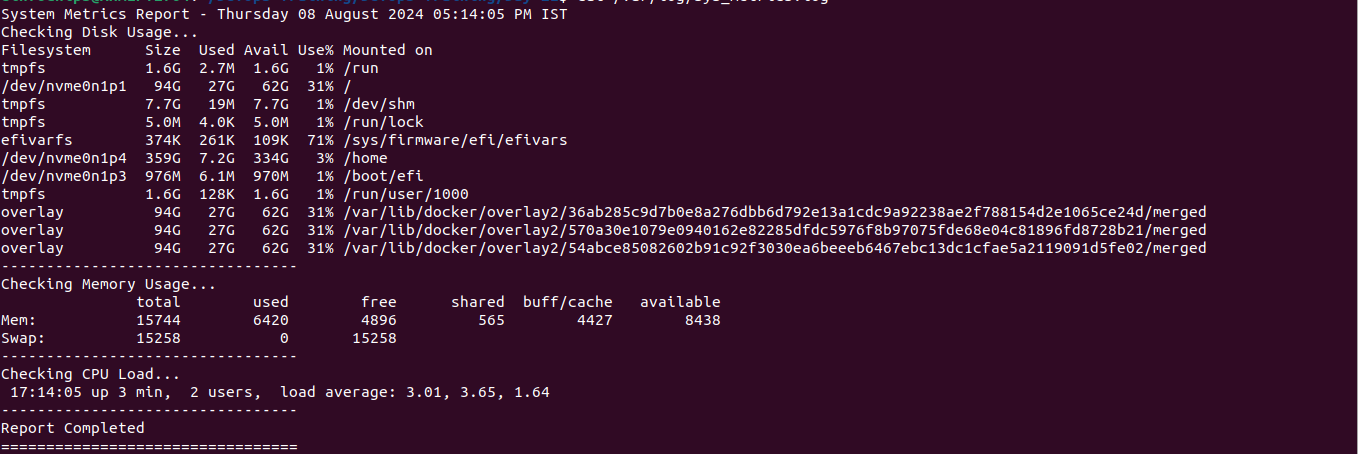 System Metrics Report - Thursday 08 August 2024 05:14:05 PM IST
Checking Disk Usage...
Filesystem      Size  Used Avail Use% Mounted on
tmpfs           1.6G  2.7M  1.6G   1% /run
/dev/nvme0n1p1   94G   27G   62G  31% /
tmpfs           7.7G   19M  7.7G   1% /dev/shm
tmpfs           5.0M  4.0K  5.0M   1% /run/lock
efivarfs        374K  261K  109K  71% /sys/firmware/efi/efivars
/dev/nvme0n1p4  359G  7.2G  334G   3% /home
/dev/nvme0n1p3  976M  6.1M  970M   1% /boot/efi
tmpfs           1.6G  128K  1.6G   1% /run/user/1000
overlay          94G   27G   62G  31% /var/lib/docker/overlay2/36ab285c9d7b0e8a276dbb6d792e13a1cdc9a92238ae2f788154d2e1065ce24d/merged
overlay          94G   27G   62G  31% /var/lib/docker/overlay2/570a30e1079e0940162e82285dfdc5976f8b97075fde68e04c81896fd8728b21/merged
overlay          94G   27G   62G  31% /var/lib/docker/overlay2/54abce85082602b91c92f3030ea6beeeb6467ebc13dc1cfae5a2119091d5fe02/merged
---------------------------------
Checking Memory Usage...
               total        used        free      shared  buff/cache   available
Mem:           15744        6420        4896         565        4427        8438
Swap:          15258           0       15258
---------------------------------
Checking CPU Load...
 17:14:05 up 3 min,  2 users,  load average: 3.01, 3.65, 1.64
---------------------------------
Report Completed
=================================